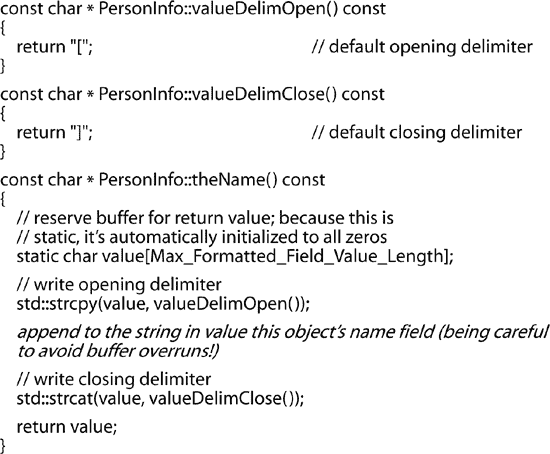 const char * PersonInfo::valueDelimOpen() const
{
return "["; // default opening delimiter
}
const char * PersonInfo::valueDelimClose() const
{
return "]"; // default closing delimiter
}
const char * PersonInfo::theName() const
{
// reserve buffer for return value; because this is
// static, it's automatically initialized to all zeros
static char value[Max_Formatted_Field_Value_Length];
// write opening delimiter
std::strcpy(value, valueDelimOpen());
append to the string in value this object's name field (being careful
to avoid buffer overruns!)
// write closing delimiter
std::strcat(value, valueDelimClose());
return value;
}